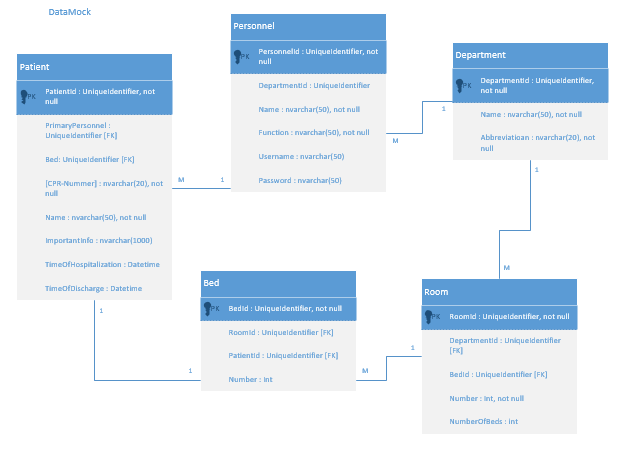 DataMock
Personnel
PersonnelId : UniqueIdentifier, not
null
PK
DepartmentId : UniqueIdentifier
Name : nvarchar(50), not null
Function : nvarchar(50), not null
Username : nvarchar(50)
Password : nvarchar(50)
Department
DepartmentId : UniqueIdentifier,
not null
PK
Name : nvarchar(50), not null
Abbreviatioan : nvarchar(20), not
null
Patient
PatientId : UniqueIdentifier, not
null
PK
PrimaryPersonnel :
UniqueIdentifier [FK]
Bed: UniqueIdentifier [FK]
[CPR-Nummer] : nvarchar(20), not
null
Name : nvarchar(50), not null
ImportantInfo : nvarchar(1000)
TimeOfHospitalization : Datetime
TimeOfDischarge : Datetime
M
1
M
1
1
M
Bed
PK
BedId : UniqueIdentifier, not null
RoomId : UniqueIdentifier [FK]
PatientId : UniqueIdentifier [FK]
Number : Int
Room
PK
RoomId : UniqueIdentifier, not null
DepartmentId : UniqueIdentifier
[FK]
BedId : UniqueIdentifier [FK]
Number : Int, not null
NumberOfBeds : int
1
1
M
1